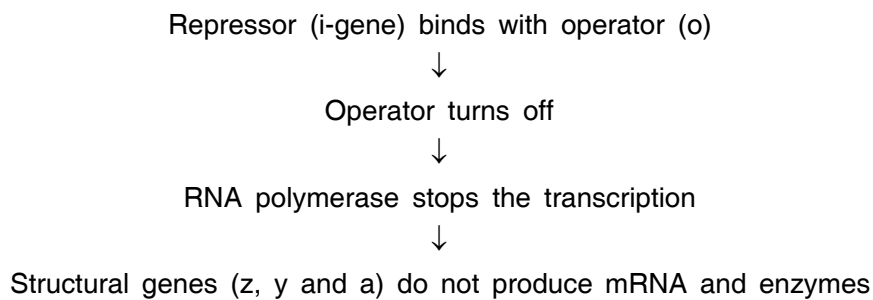 Repressor (i-gene) binds with operator (o)
↓
Operator turns off
↓
RNA polymerase stops the transcription
↓
Structural genes (z, y and a) do not produce mRNA and enzymes